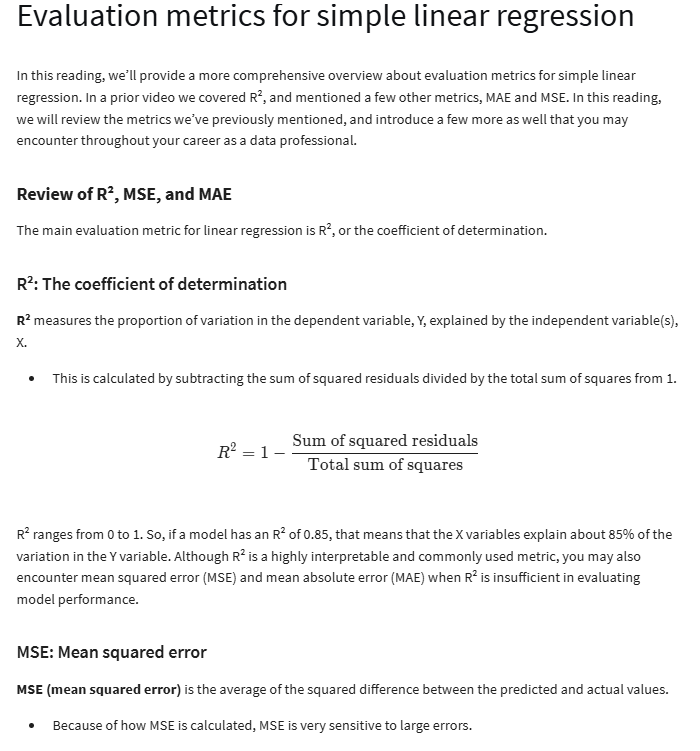 Evaluation metrics for simple linear regression
In this reading, we'll provide a more comprehensive overview about evaluation metrics for simple linear
regression. In a prior video we covered R², and mentioned a few other metrics, MAE and MSE. In this reading,
we will review the metrics we've previously mentioned, and introduce a few more as well that you may
encounter throughout your career as a data professional.
Review of R², MSE, and MAE
The main evaluation metric for linear regression is R², or the coefficient of determination.
R²: The coefficient of determination
R² measures the proportion of variation in the dependent variable, Y, explained by the independent variable(s),
X.
• This is calculated by subtracting the sum of squared residuals divided by the total sum of squares from 1.
Sum of squared residuals
R² = 1 −
Total sum of squares
R² ranges from 0 to 1. So, if a model has an R² of 0.85, that means that the X variables explain about 85% of the
variation in the Y variable. Although R² is a highly interpretable and commonly used metric, you may also
encounter mean squared error (MSE) and mean absolute error (MAE) when R² is insufficient in evaluating
model performance.
MSE: Mean squared error
MSE (mean squared error) is the average of the squared difference between the predicted and actual values.
• Because of how MSE is calculated, MSE is very sensitive to large errors.